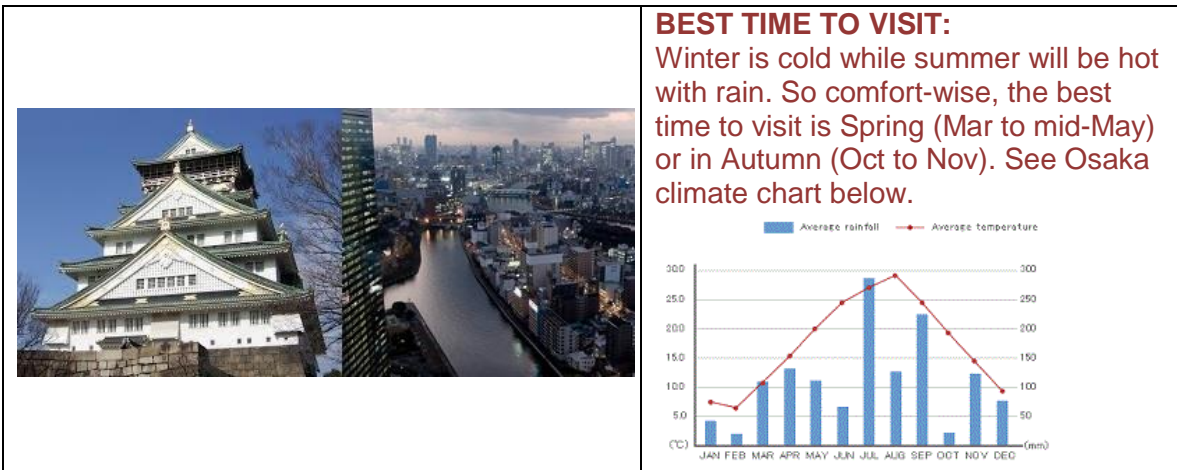 BEST TIME TO VISIT:
Winter is cold while summer will be hot
with rain. So comfort-wise, the best
time to visit is Spring (Mar to mid-May)
or in Autumn (Oct to Nov). See Osaka
climate chart below.
Average rainfall Average temperature
30.0 300
25.0 250
20.0 200
15.0 150
10.0 100
5.0 50
(℃) (mm)
JAN FEB MAR APR MAY JUN JUL AUG SEP OCT NOV DEC